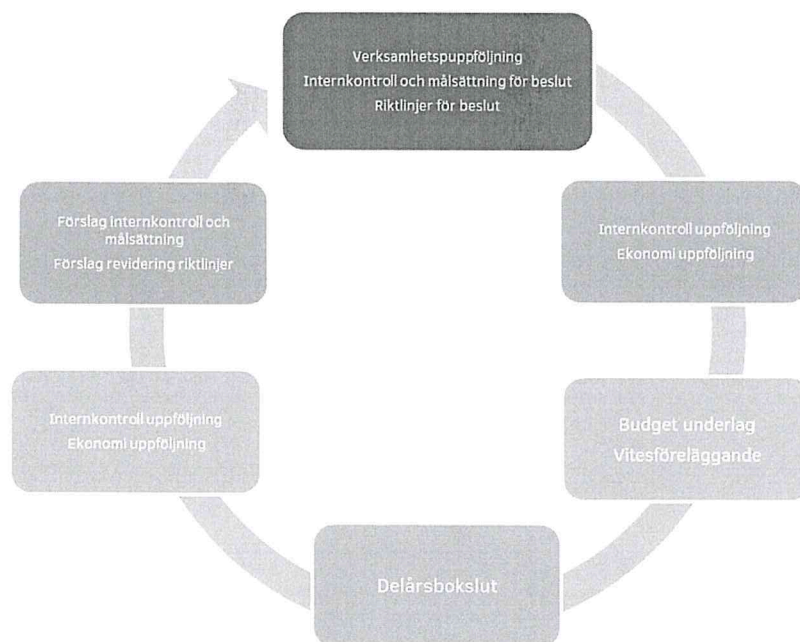 Verksamhetspuppföljning
Internkontroll och målsättning för beslut
Riktlinjer för beslut
Internkontroll uppföljning
Ekonomi uppföljning
Budget underlag
Vitesföreläggande
Delårsbokslut
Internkontroll uppföljning
Ekonomi uppföljning
Förslag internkontroll och
målsättning
Förslag revidering riktlinjer